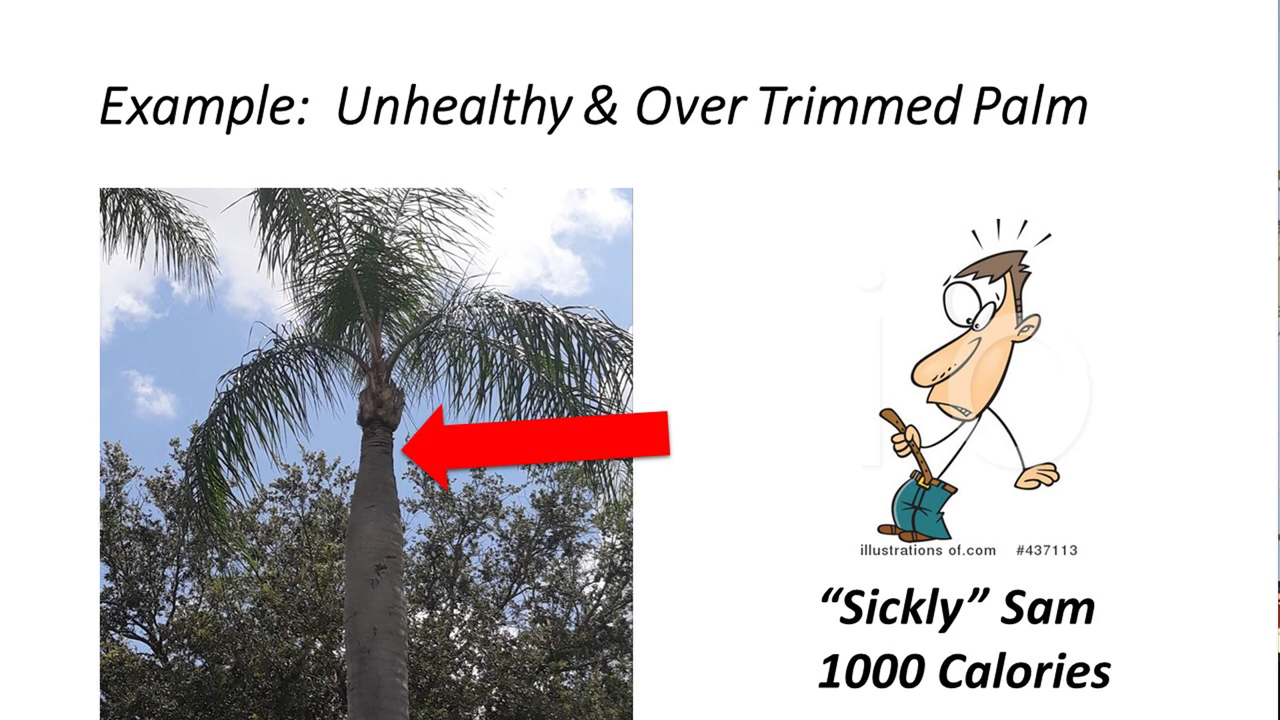 Example: Unhealthy & Over Trimmed Palm
illustrations of.com #437113
“Sickly” Sam
1000 Calories